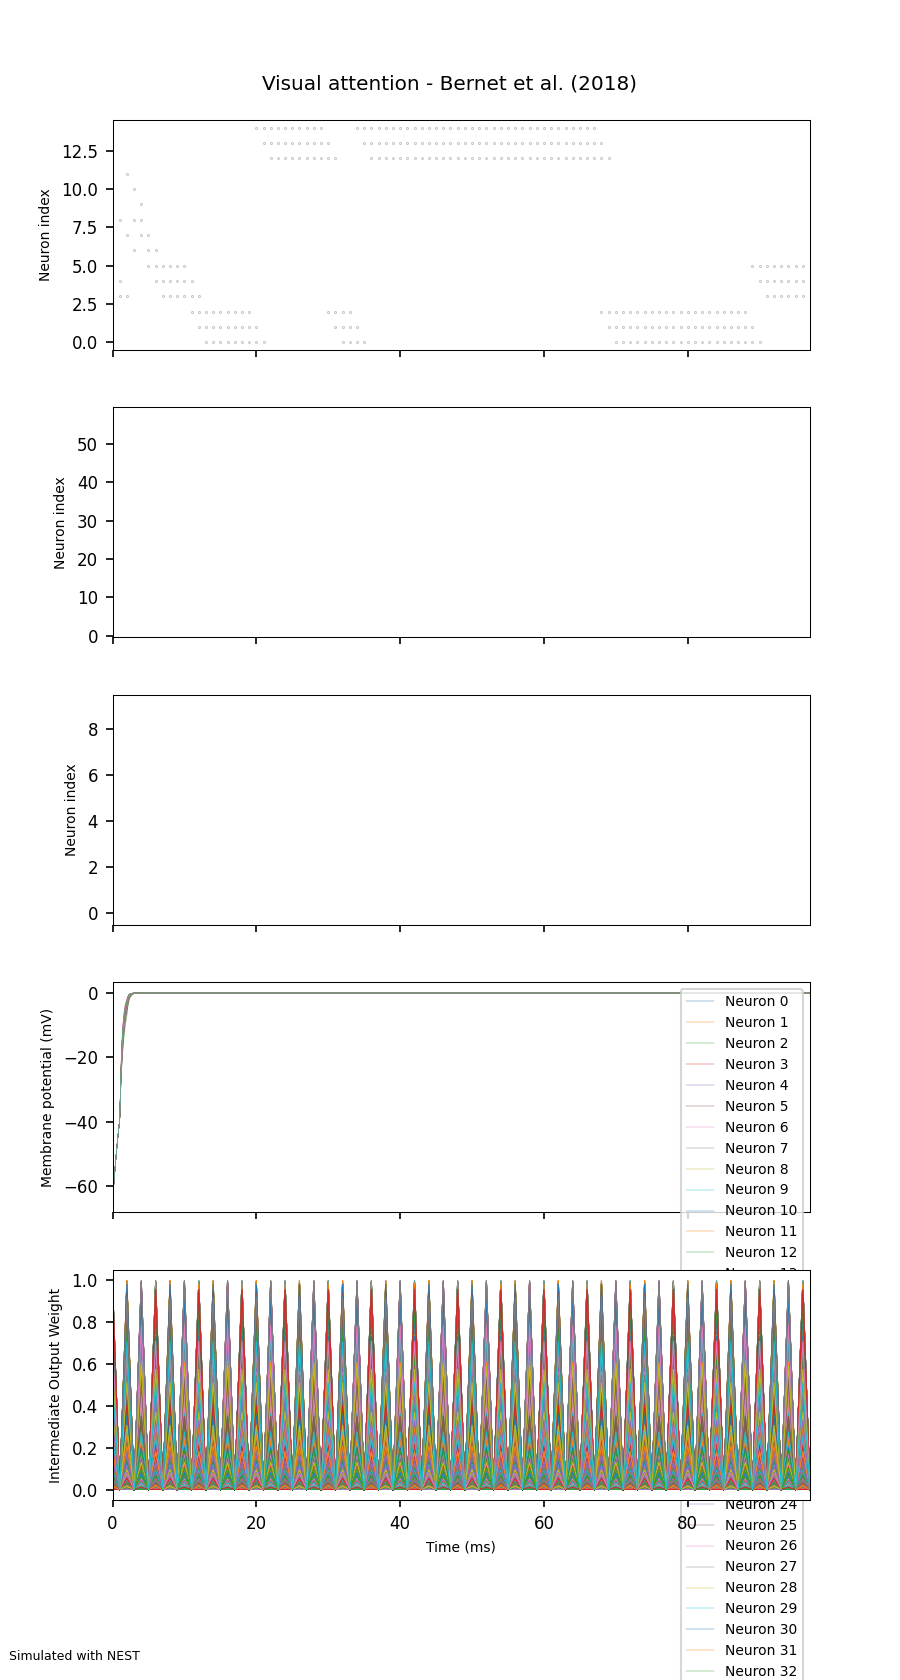 Visual attention - Bernet et al. (2018)
Neuron index
12.5
10.0
7.5
5.0
2.5
0.0
Neuron index
50
40
30
20
10
0
Neuron index
8
6
4
2
0
Membrane potential (mV)
0
−20
−40
−60
Neuron 0
Neuron 1
Neuron 2
Neuron 3
Neuron 4
Neuron 5
Neuron 6
Neuron 7
Neuron 8
Neuron 9
Neuron 10
Neuron 11
Neuron 12
Intermediate Output Weight
1.0
0.8
0.6
0.4
0.2
0.0
0 20 40 60 80
Time (ms)
Neuron 24
Neuron 25
Neuron 26
Neuron 27
Neuron 28
Neuron 29
Neuron 30
Neuron 31
Neuron 32
Simulated with NEST